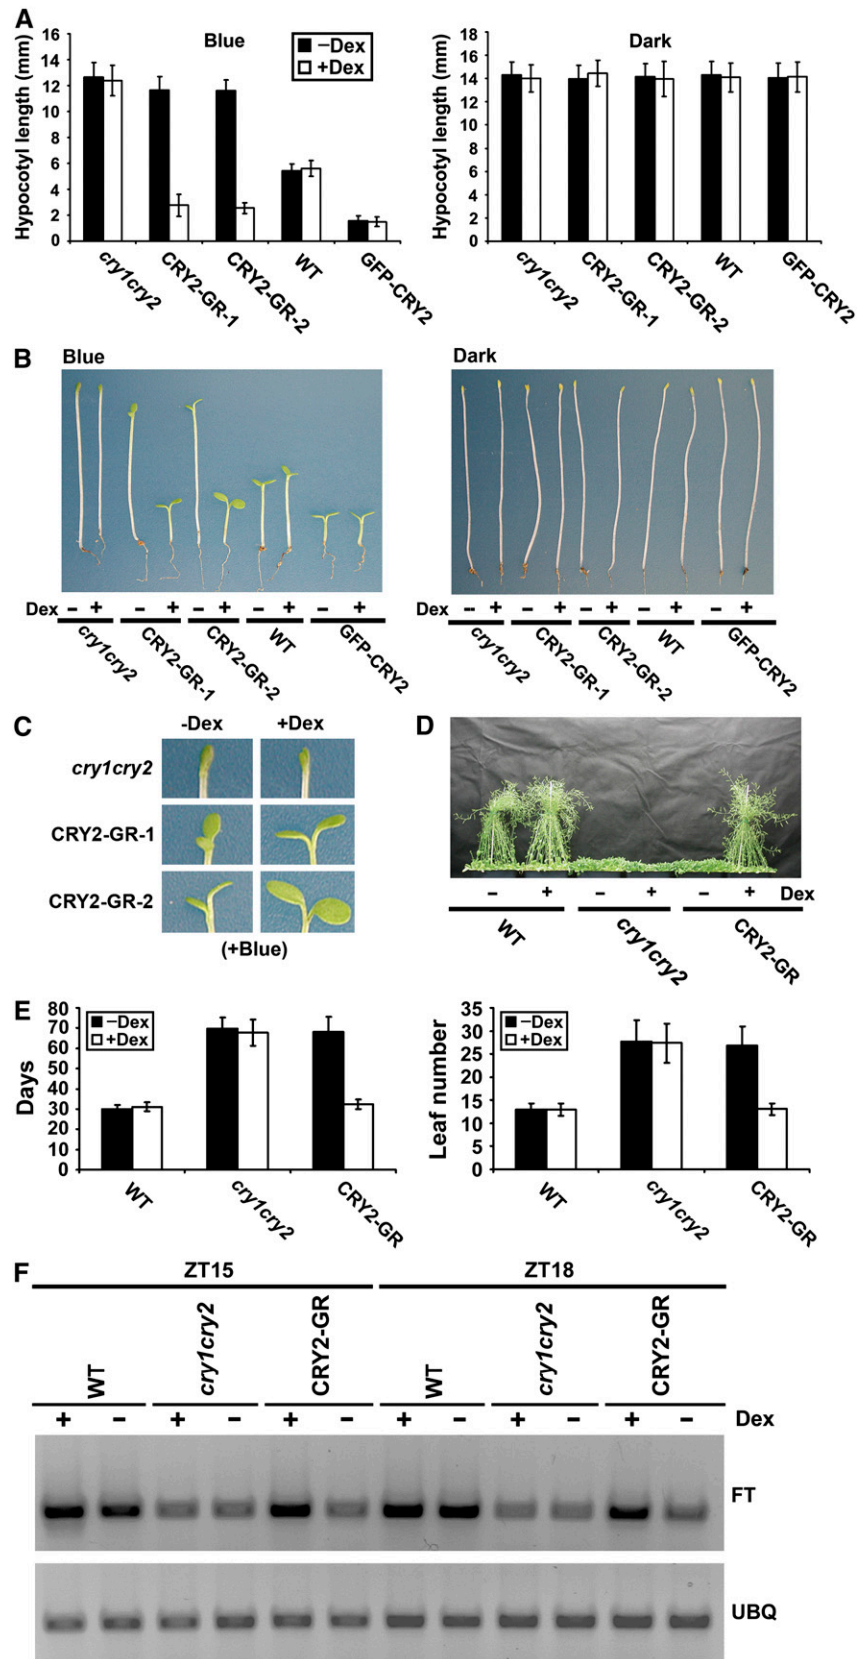 A
Hypocotyl length (mm)
16
14
12
10
8
6
4
2
0
Blue
–Dex
+Dex
cry1cry2
CRY2-GR-1
CRY2-GR-2
WT
GFP-CRY2
Hypocotyl length (mm)
18
16
14
12
10
8
6
4
2
0
Dark
cry1cry2
CRY2-GR-1
CRY2-GR-2
WT
GFP-CRY2
B
Blue
Dex – + – + – + – + – +
cry1cry2
CRY2-GR-1
CRY2-GR-2
WT
GFP-CRY2
Dark
Dex – + – + – + – + – +
cry1cry2
CRY2-GR-1
CRY2-GR-2
WT
GFP-CRY2
C
-Dex +Dex
cry1cry2
CRY2-GR-1
CRY2-GR-2
(+Blue)
D
– + – + – + Dex
WT
cry1cry2
CRY2-GR
E
Days
80
70
60
50
40
30
20
10
0
–Dex
+Dex
WT
cry1cry2
CRY2-GR
Leaf number
35
30
25
20
15
10
5
0
–Dex
+Dex
WT
cry1cry2
CRY2-GR
F
ZT15 ZT18
WT
cry1cry2
CRY2-GR
WT
cry1cry2
CRY2-GR
+ – + – + – + – + – + – Dex
FT
UBQ